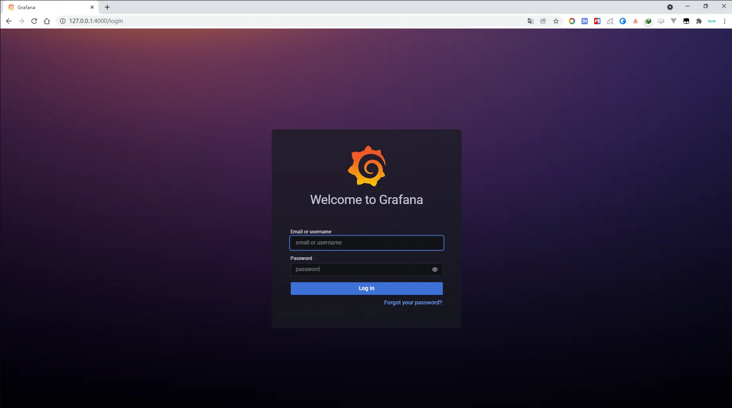 Grafana
127.0.0.1:4000/login
Welcome to Grafana
Email or username
email or username
Password
password
Log in
Forgot your password?